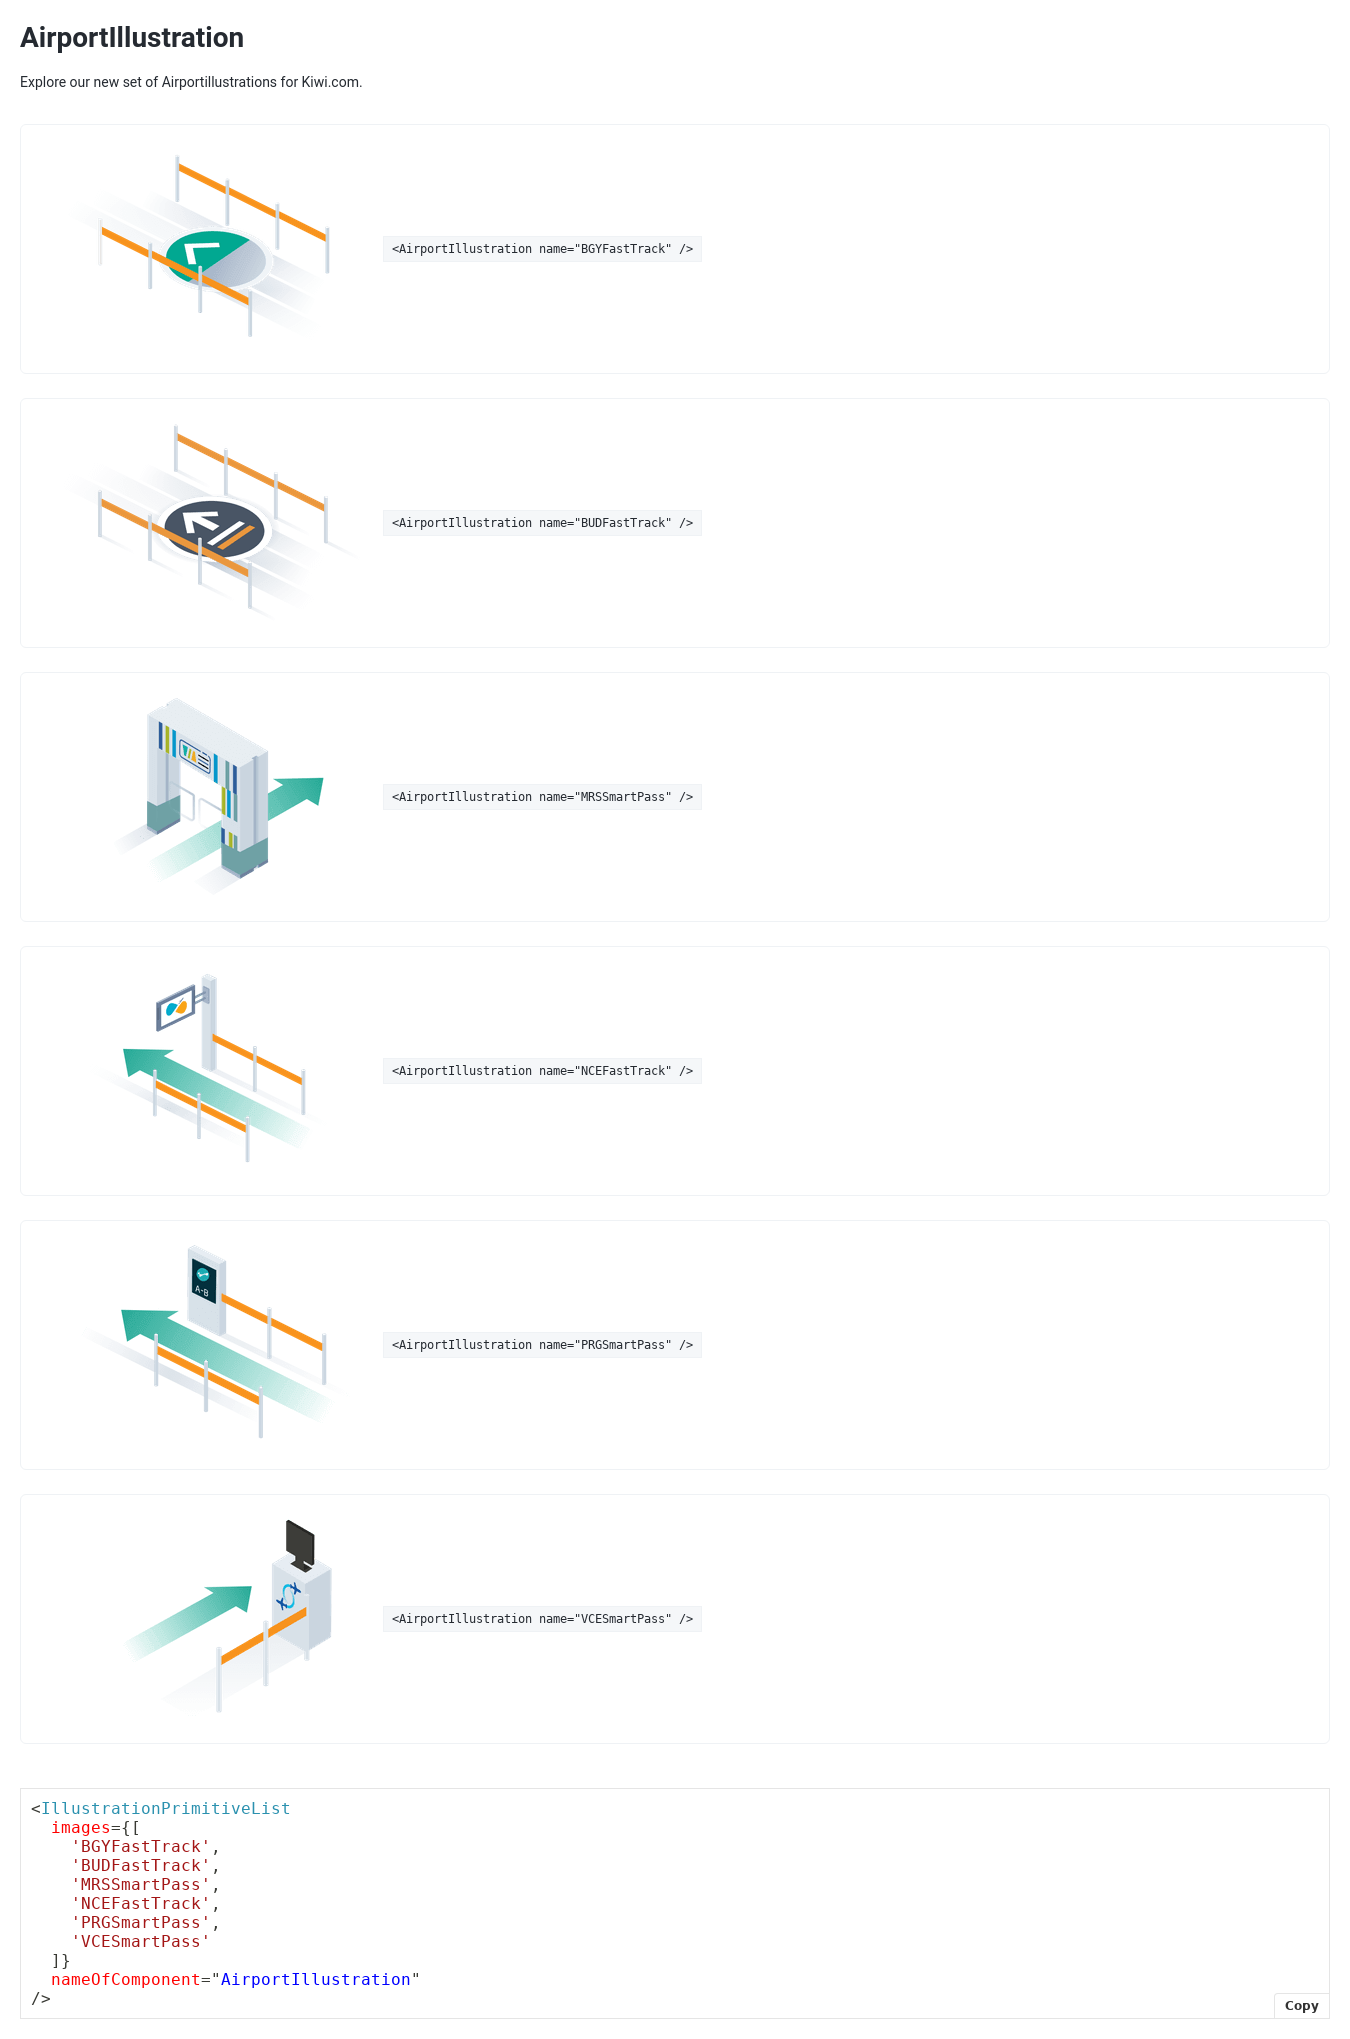 AirportIllustration
Explore our new set of Airportillustrations for Kiwi.com.
<AirportIllustration name="BGYFastTrack" />
<AirportIllustration name="BUDFastTrack" />
<AirportIllustration name="MRSSmartPass" />
<AirportIllustration name="NCEFastTrack" />
A-B
<AirportIllustration name="PRGSmartPass" />
<AirportIllustration name="VCESmartPass" />
<IllustrationPrimitiveList
  images={[
    'BGYFastTrack',
    'BUDFastTrack',
    'MRSSmartPass',
    'NCEFastTrack',
    'PRGSmartPass',
    'VCESmartPass'
  ]}
  nameOfComponent="AirportIllustration"
/>
Copy